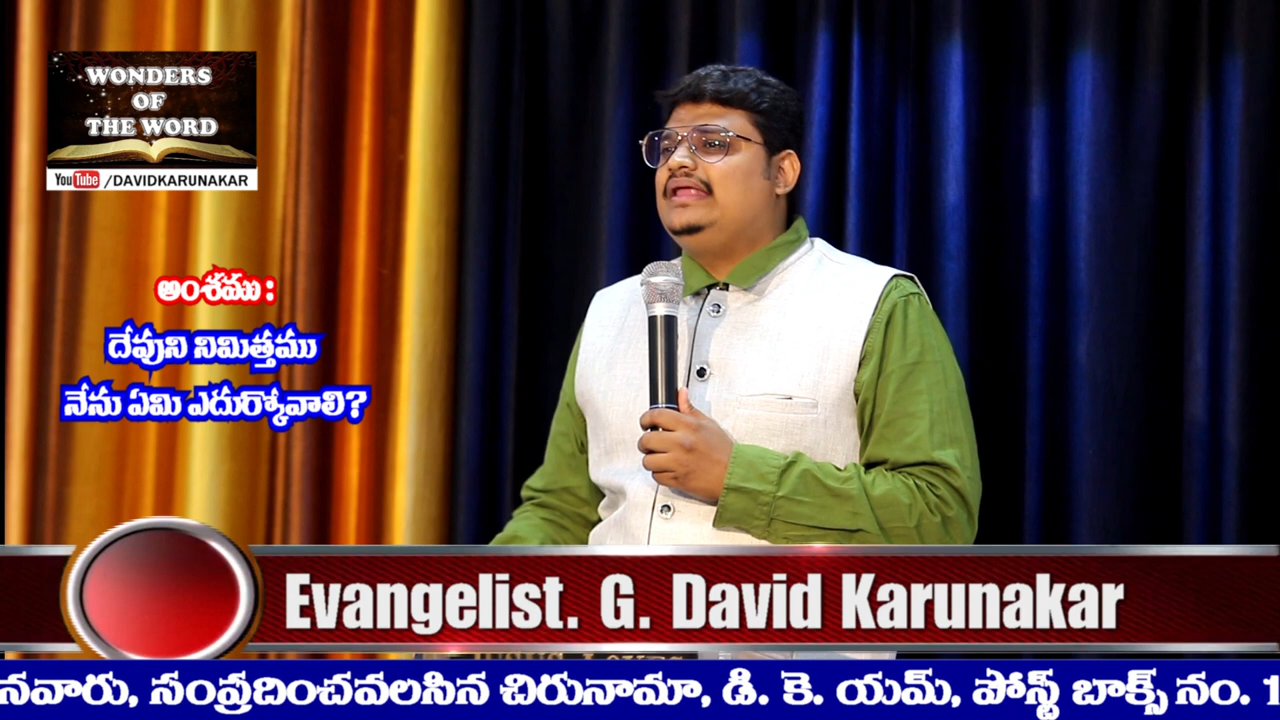 WONDERS
OF
THE WORD
YouTube /DAVIDKARUNAKAR
అంశము :
దేవుని నిమిత్తము
నేను ఏమి ఎదుర్కోవాలి?
Evangelist. G. David Karunakar
నవారు, సంప్రదించవలసిన చిరునామా, డి. కె. యమ్, పోస్ట్ బాక్స్ నం. 1